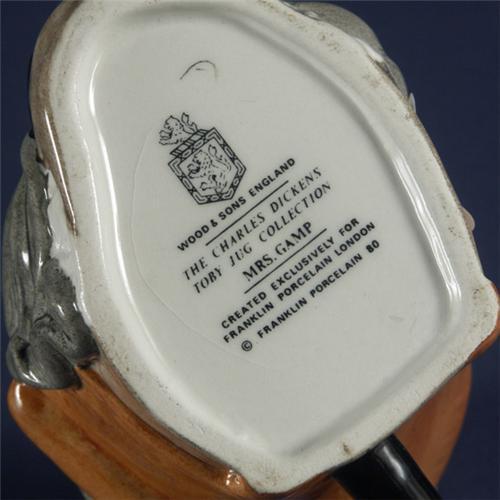 WOOD & SONS ENGLAND
THE CHARLES DICKENS
TOBY JUG COLLECTION
MRS. GAMP
CREATED EXCLUSIVELY FOR
FRANKLIN PORCELAIN LONDON
© FRANKLIN PORCELAIN 80